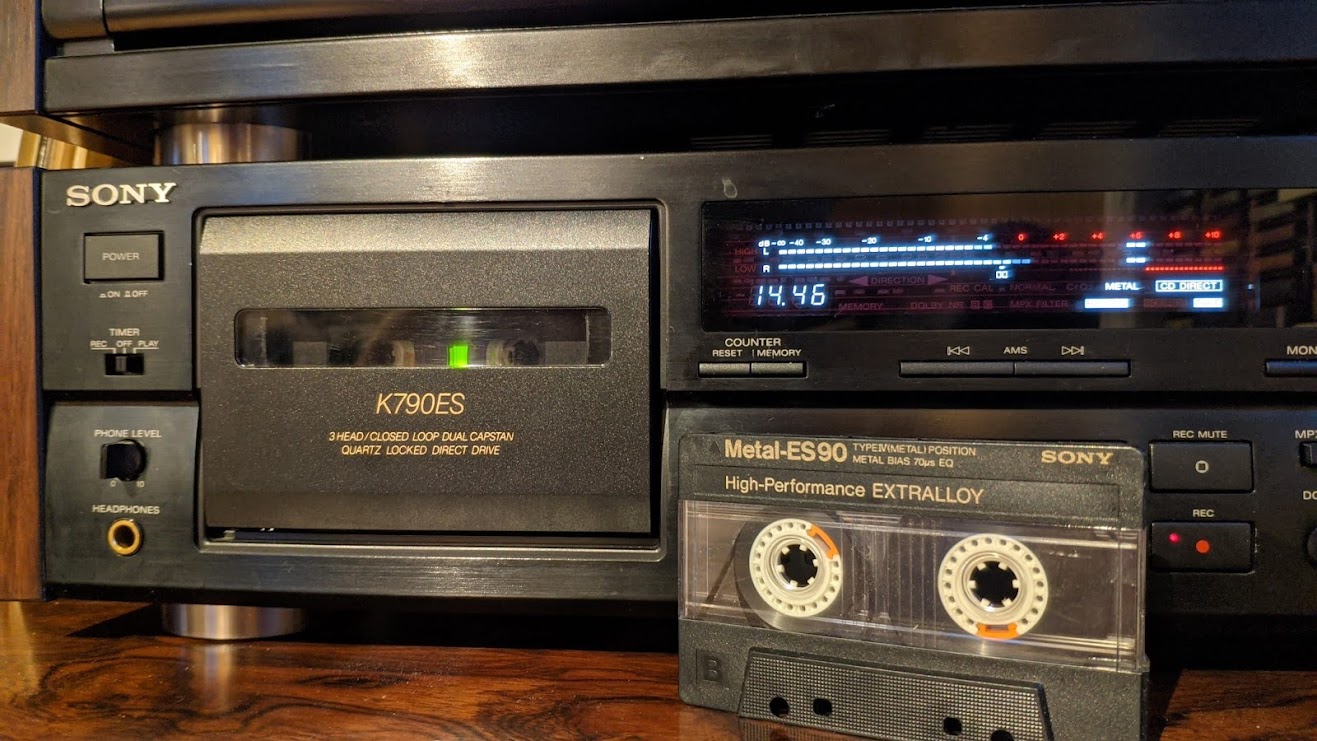 SONY
POWER
ON OFF
TIMER
REC OFF PLAY
PHONE LEVEL
0 10
HEADPHONES
K790ES
3 HEAD/CLOSED LOOP DUAL CAPSTAN
QUARTZ LOCKED DIRECT DRIVE
dB -∞ -40 -30 -20 -10 -4 0 +2 +4 +6 +8 +10
HIGH L
LOW R
DIRECTION
14.46
REC CAL NORMAL METAL CD DIRECT
MEMORY DOLBY NR MPX FILTER
COUNTER
RESET MEMORY
AMS
MON
REC MUTE
REC
MPX
DO
Metal-ES90 TYPE IV (METAL) POSITION
METAL BIAS 70μs EQ
SONY
High-Performance EXTRALLOY
B